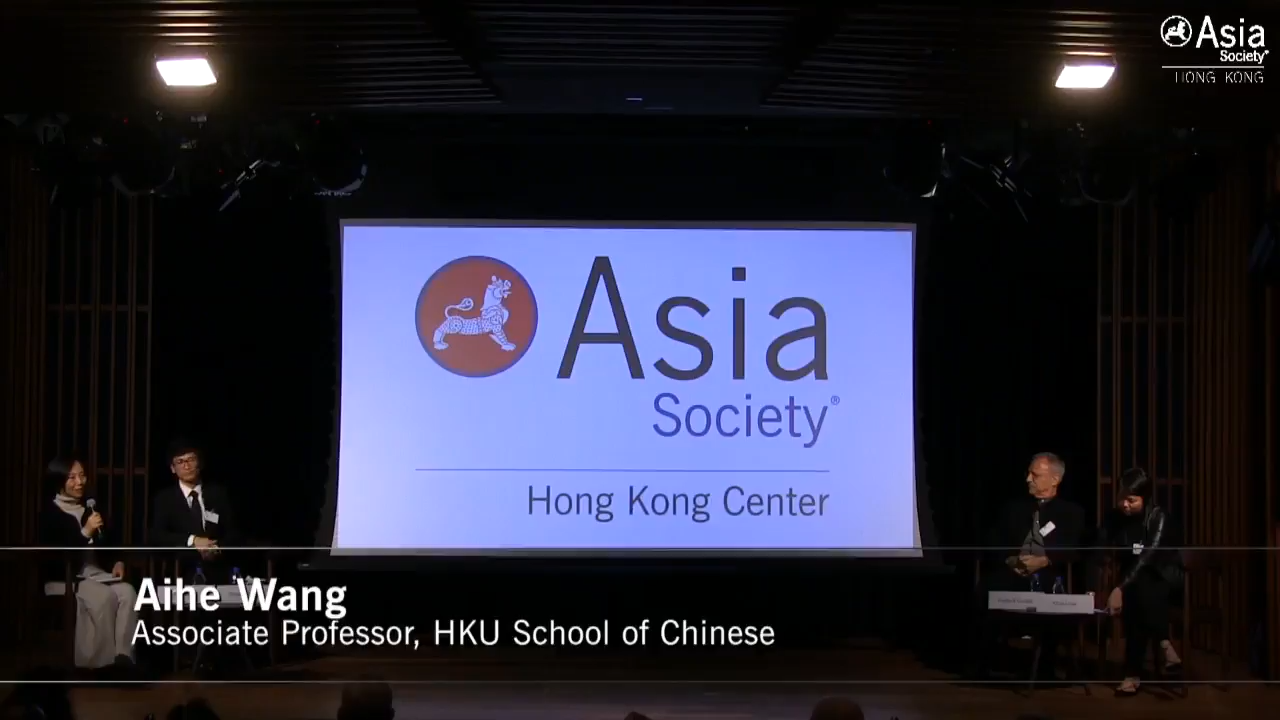 Asia
Society®
HONG KONG
Asia
Society®
Hong Kong Center
Aihe Wang
Associate Professor, HKU School of Chinese